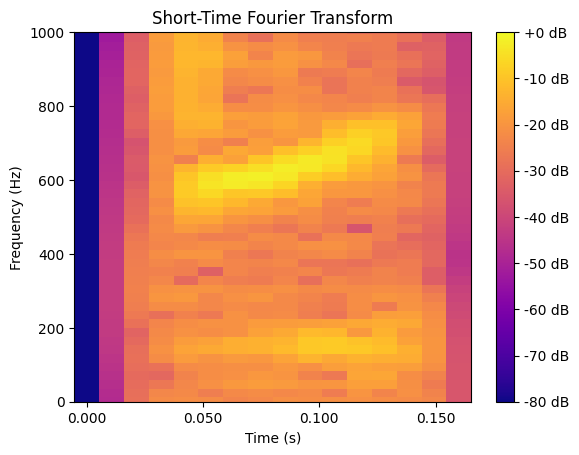 Short-Time Fourier Transform
Frequency (Hz)
1000
800
600
400
200
0
0.000
0.050
0.100
0.150
Time (s)
+0 dB
-10 dB
-20 dB
-30 dB
-40 dB
-50 dB
-60 dB
-70 dB
-80 dB